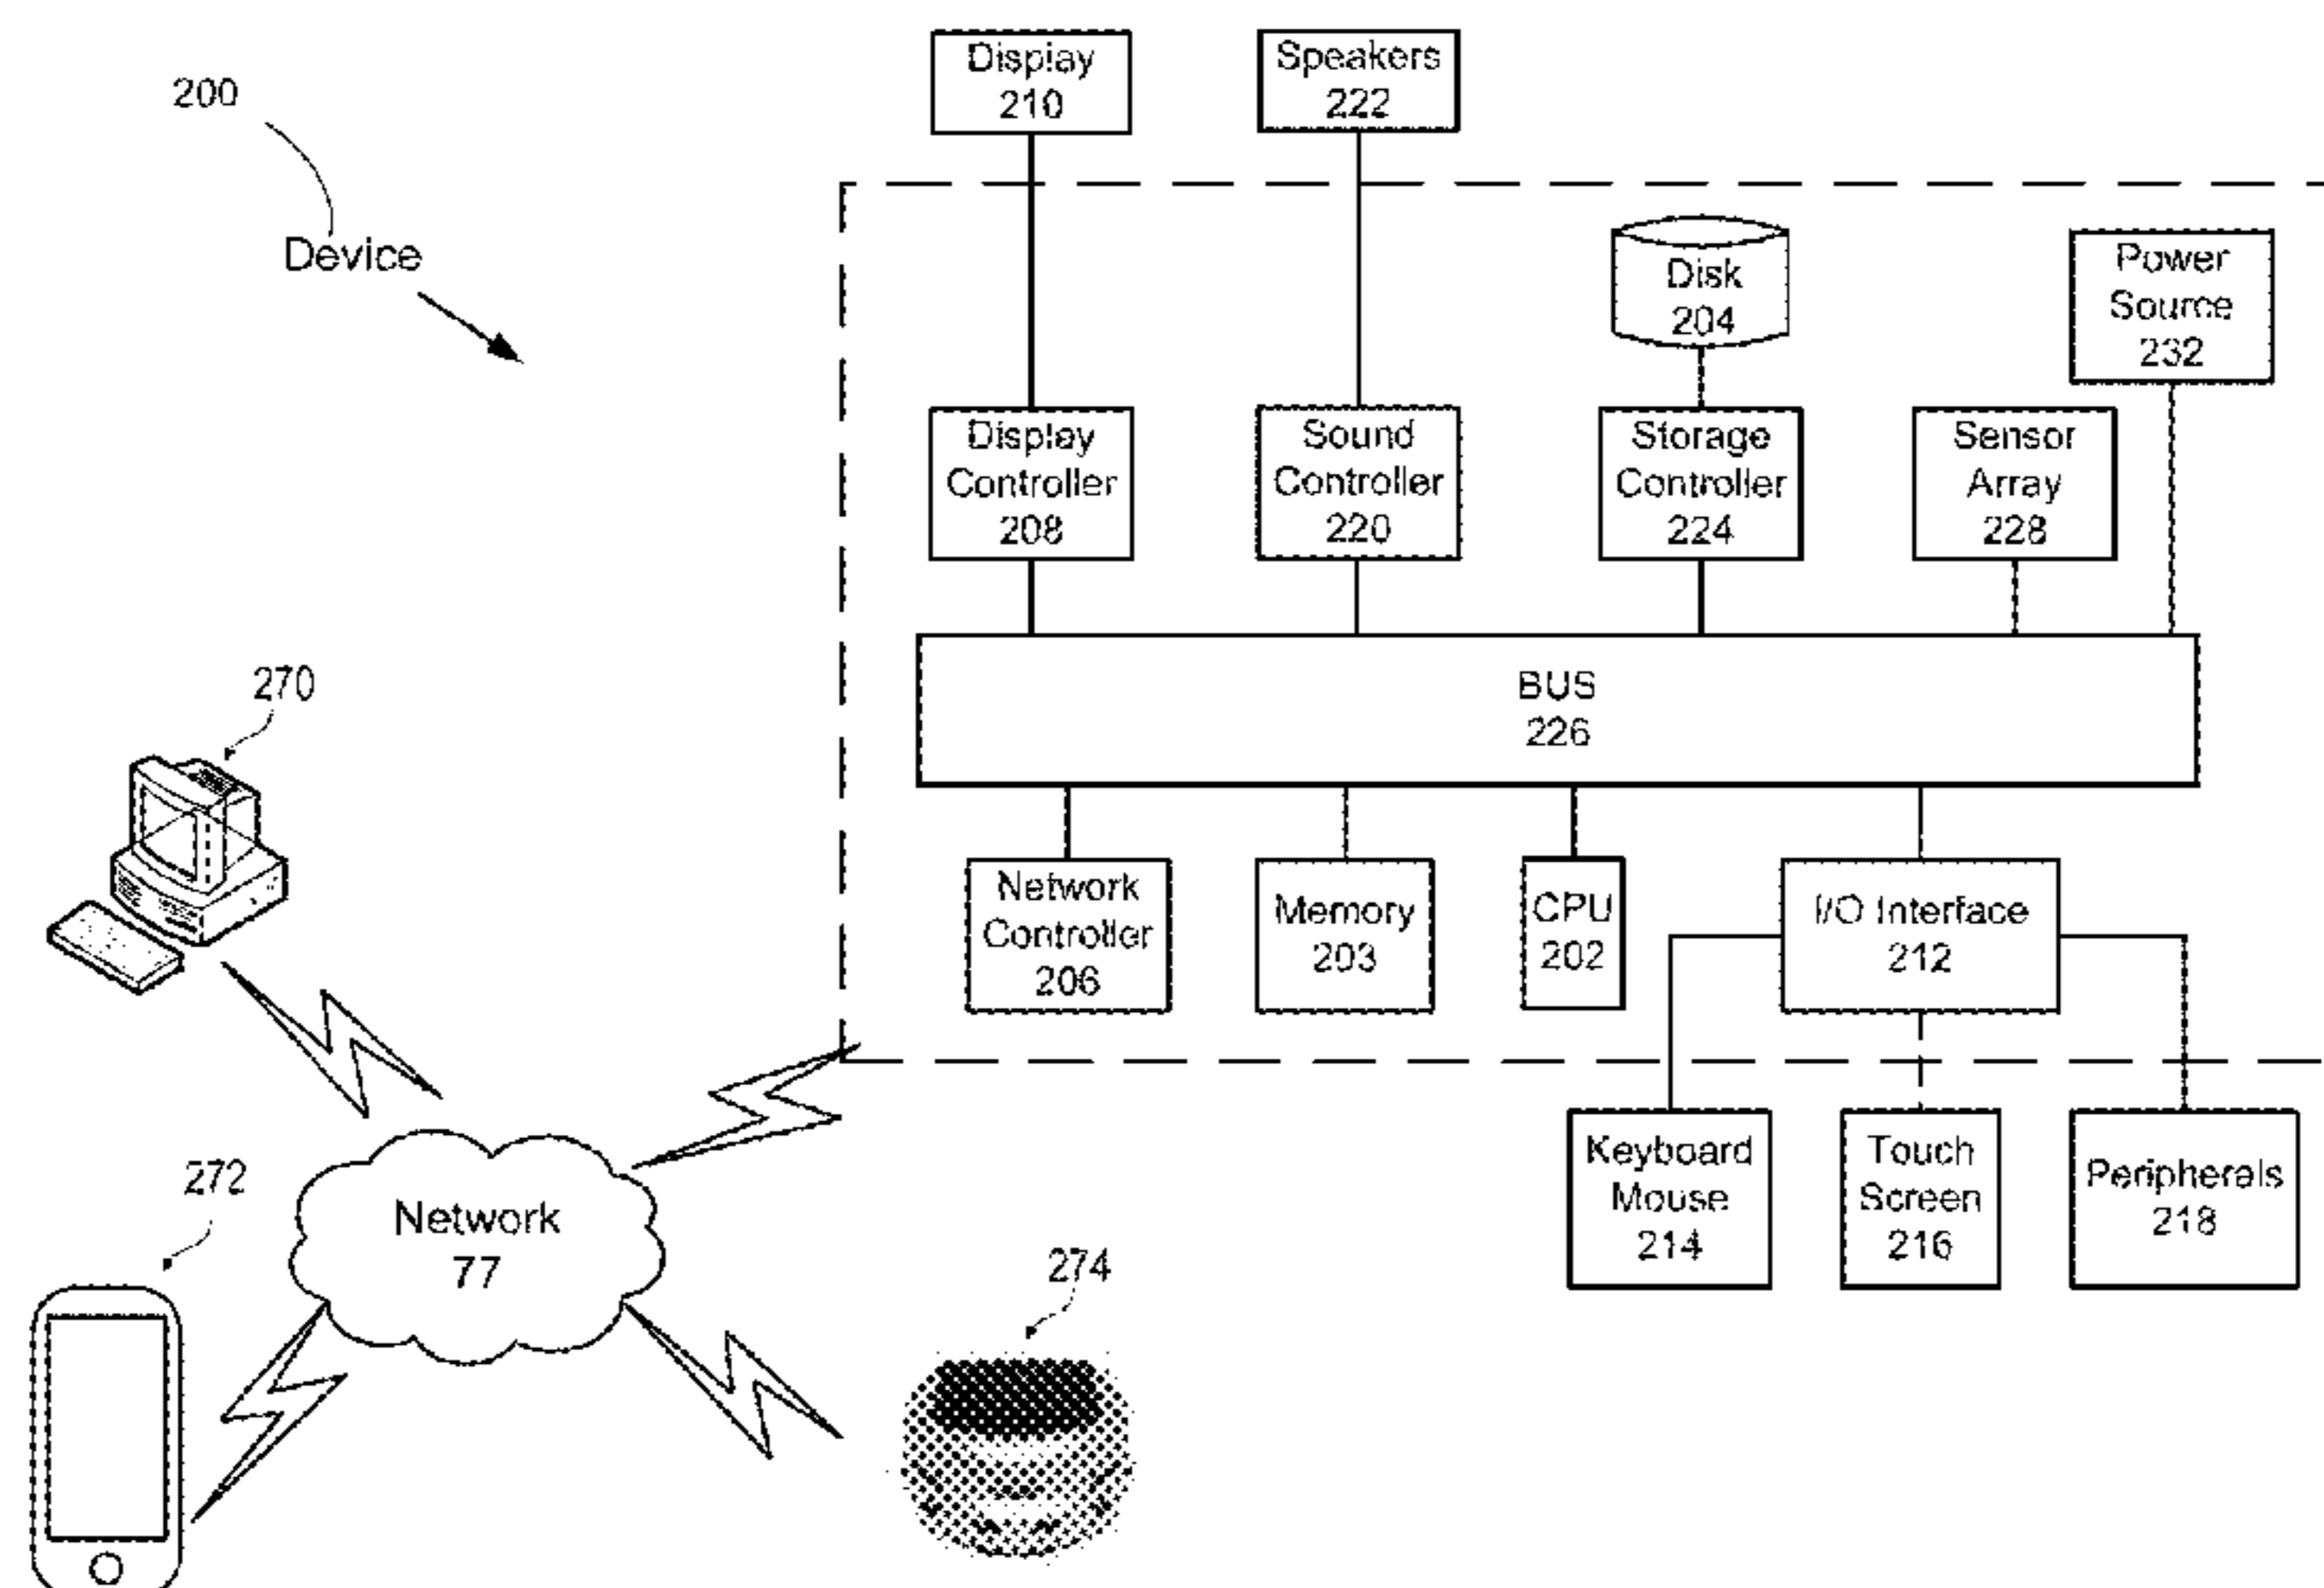 200
Device
Display
210
Speakers
222
Disk
204
Power
Source
232
Display
Controller
208
Sound
Controller
220
Storage
Controller
224
Sensor
Array
228
BUS
226
270
Network
Controller
206
Memory
203
CPU
202
I/O Interface
212
Keyboard
Mouse
214
Touch
Screen
216
Peripherals
218
272
Network
77
274